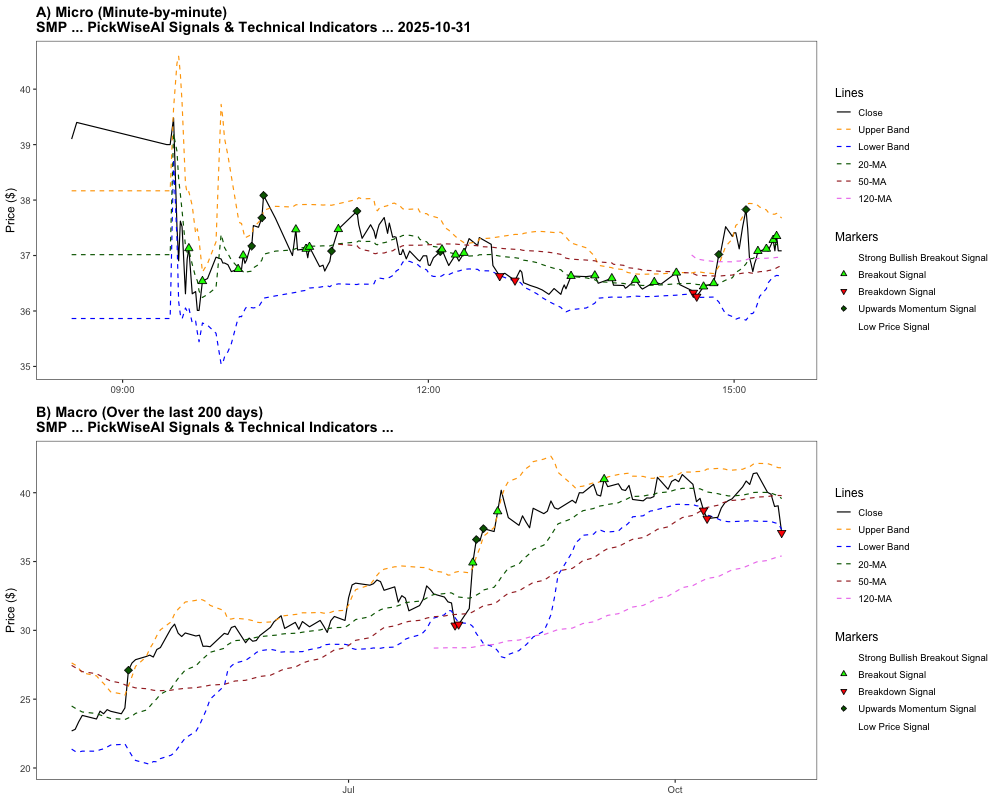 A) Micro (Minute-by-minute)
SMP ... PickWiseAI Signals & Technical Indicators ... 2025-10-31
Price ($)
40
39
38
37
36
35
09:00
12:00
15:00
Lines
Close
Upper Band
Lower Band
20-MA
50-MA
120-MA
Markers
Strong Bullish Breakout Signal
Breakout Signal
Breakdown Signal
Upwards Momentum Signal
Low Price Signal
B) Macro (Over the last 200 days)
SMP ... PickWiseAI Signals & Technical Indicators ...
Price ($)
40
35
30
25
20
Jul
Oct
Lines
Close
Upper Band
Lower Band
20-MA
50-MA
120-MA
Markers
Strong Bullish Breakout Signal
Breakout Signal
Breakdown Signal
Upwards Momentum Signal
Low Price Signal